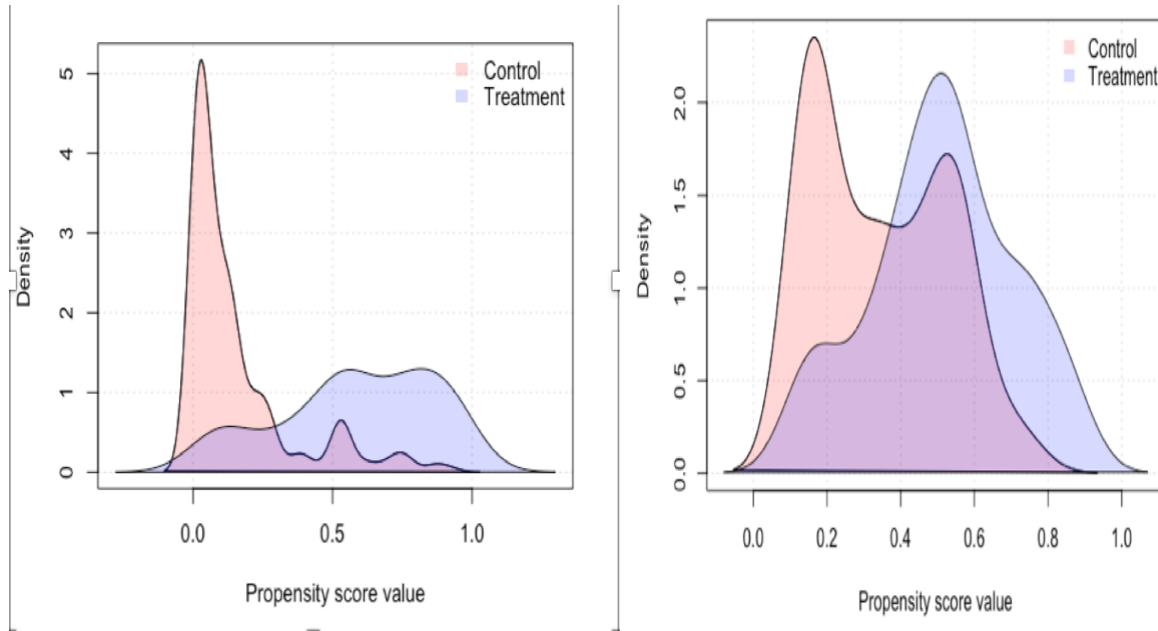 Control
Treatment
5
4
3
2
1
0
Density
0.0 0.5 1.0
Propensity score value
Control
Treatment
2.0
1.5
1.0
0.5
0.0
Density
0.0 0.2 0.4 0.6 0.8 1.0
Propensity score value